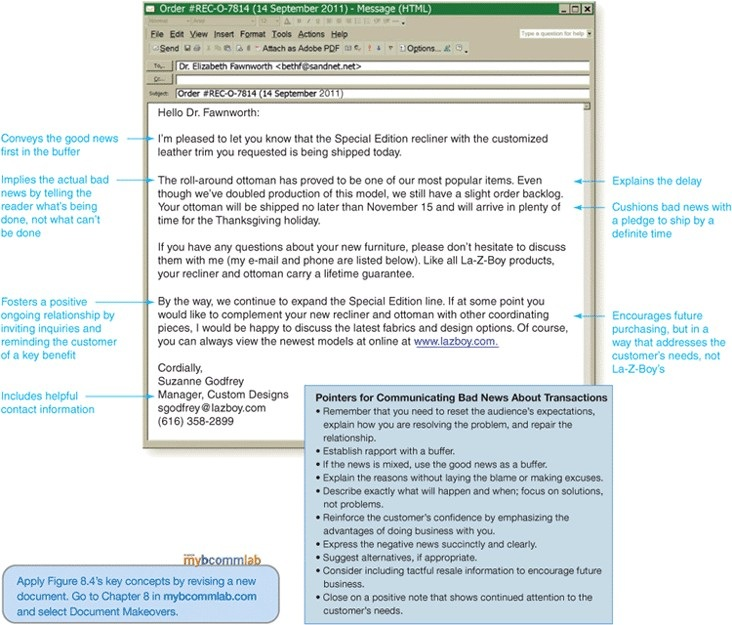 Order #REC-O-7814 (14 September 2011) - Message (HTML)
File Edit View Insert Format Tools Actions Help
Type a question for help
Send
Attach as Adobe PDF
Options...
To...
Dr. Elizabeth Fawnworth <bethf@sandnet.net>
Cc...
Subject:
Order #REC-O-7814 (14 September 2011)
Hello Dr. Fawnworth:
Conveys the good news
first in the buffer
I'm pleased to let you know that the Special Edition recliner with the customized
leather trim you requested is being shipped today.
Implies the actual bad
news by telling the
reader what's being
done, not what can't
be done
The roll-around ottoman has proved to be one of our most popular items. Even
though we've doubled production of this model, we still have a slight order backlog.
Your ottoman will be shipped no later than November 15 and will arrive in plenty of
time for the Thanksgiving holiday.
Explains the delay
Cushions bad news with
a pledge to ship by a
definite time
If you have any questions about your new furniture, please don't hesitate to discuss
them with me (my e-mail and phone are listed below). Like all La-Z-Boy products,
your recliner and ottoman carry a lifetime guarantee.
Fosters a positive
ongoing relationship by
inviting inquiries and
reminding the customer
of a key benefit
By the way, we continue to expand the Special Edition line. If at some point you
would like to complement your new recliner and ottoman with other coordinating
pieces, I would be happy to discuss the latest fabrics and design options. Of course,
you can always view the newest models at online at www.lazboy.com.
Encourages future
purchasing, but in a
way that addresses the
customer's needs, not
La-Z-Boy's
Cordially,
Suzanne Godfrey
Manager, Custom Designs
sgodfrey@lazboy.com
(616) 358-2899
Includes helpful
contact information
Pointers for Communicating Bad News About Transactions
• Remember that you need to reset the audience's expectations,
explain how you are resolving the problem, and repair the
relationship.
• Establish rapport with a buffer.
• If the news is mixed, use the good news as a buffer.
• Explain the reasons without laying the blame or making excuses.
• Describe exactly what will happen and when; focus on solutions,
not problems.
• Reinforce the customer's confidence by emphasizing the
advantages of doing business with you.
• Express the negative news succinctly and clearly.
• Suggest alternatives, if appropriate.
• Consider including tactful resale information to encourage future
business.
• Close on a positive note that shows continued attention to the
customer's needs.
mybcommlab
Apply Figure 8.4's key concepts by revising a new
document. Go to Chapter 8 in mybcommlab.com
and select Document Makeovers.